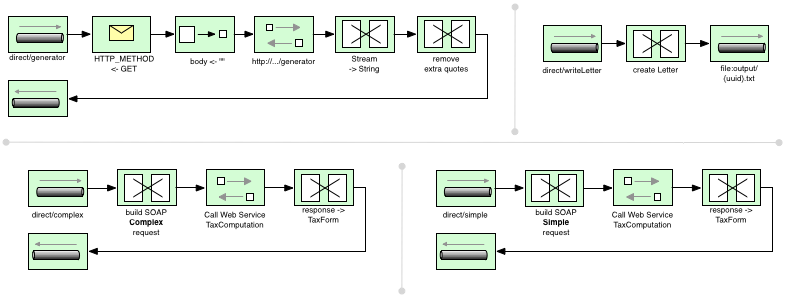 direct/generator
HTTP_METHOD
<- GET
body <- ""
http://.../generator
Stream
-> String
remove
extra quotes
direct/writeLetter
create Letter
file:output/
(uuid).txt
direct/complex
build SOAP
Complex
request
Call Web Service
TaxComputation
response ->
TaxForm
direct/simple
build SOAP
Simple
request
Call Web Service
TaxComputation
response ->
TaxForm